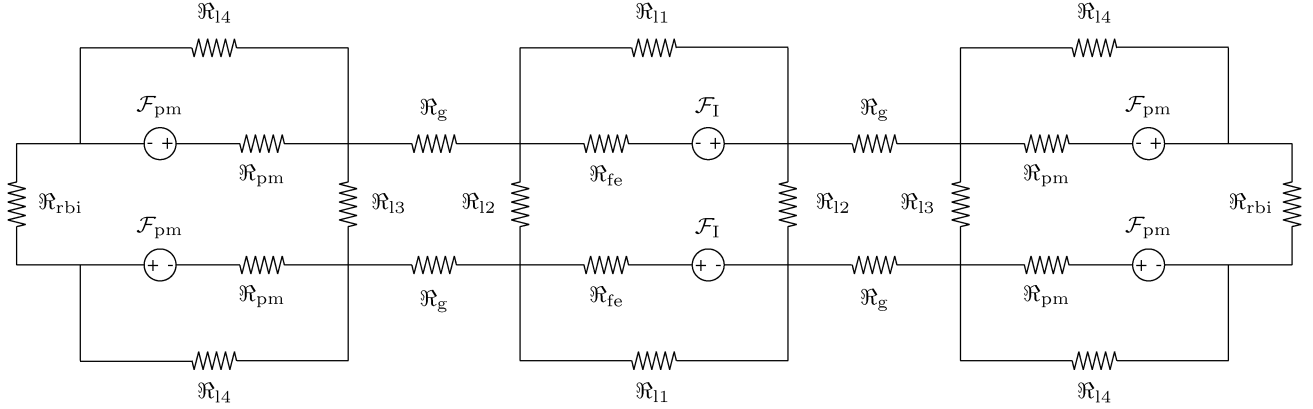 ℜl4 ℜl1 ℜl4
ℱpm ℜg ℱI ℜg ℱpm
- + - + - +
ℜpm ℜfe ℜpm
ℜrbi ℜl3 ℜl2 ℜl2 ℜl3 ℜrbi
ℱpm ℱI ℱpm
+ - + - + -
ℜpm ℜg ℜfe ℜg ℜpm
ℜl4 ℜl1 ℜl4